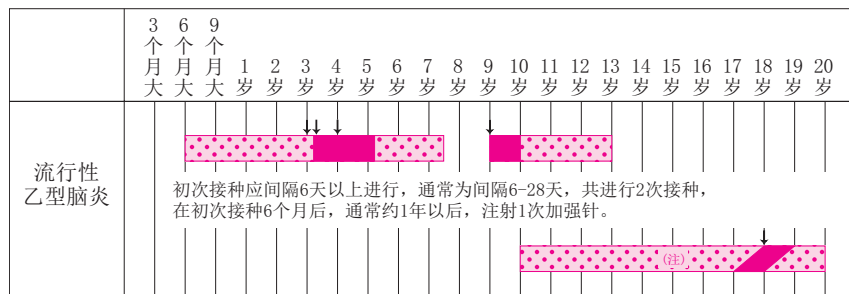 3个月大 6个月大 9个月大 1岁 2岁 3岁 4岁 5岁 6岁 7岁 8岁 9岁 10岁 11岁 12岁 13岁 14岁 15岁 16岁 17岁 18岁 19岁 20岁
流行性
乙型脑炎
初次接种应间隔6天以上进行，通常为间隔6-28天，共进行2次接种，
在初次接种6个月后，通常约1年以后，注射1次加强针。
(注)